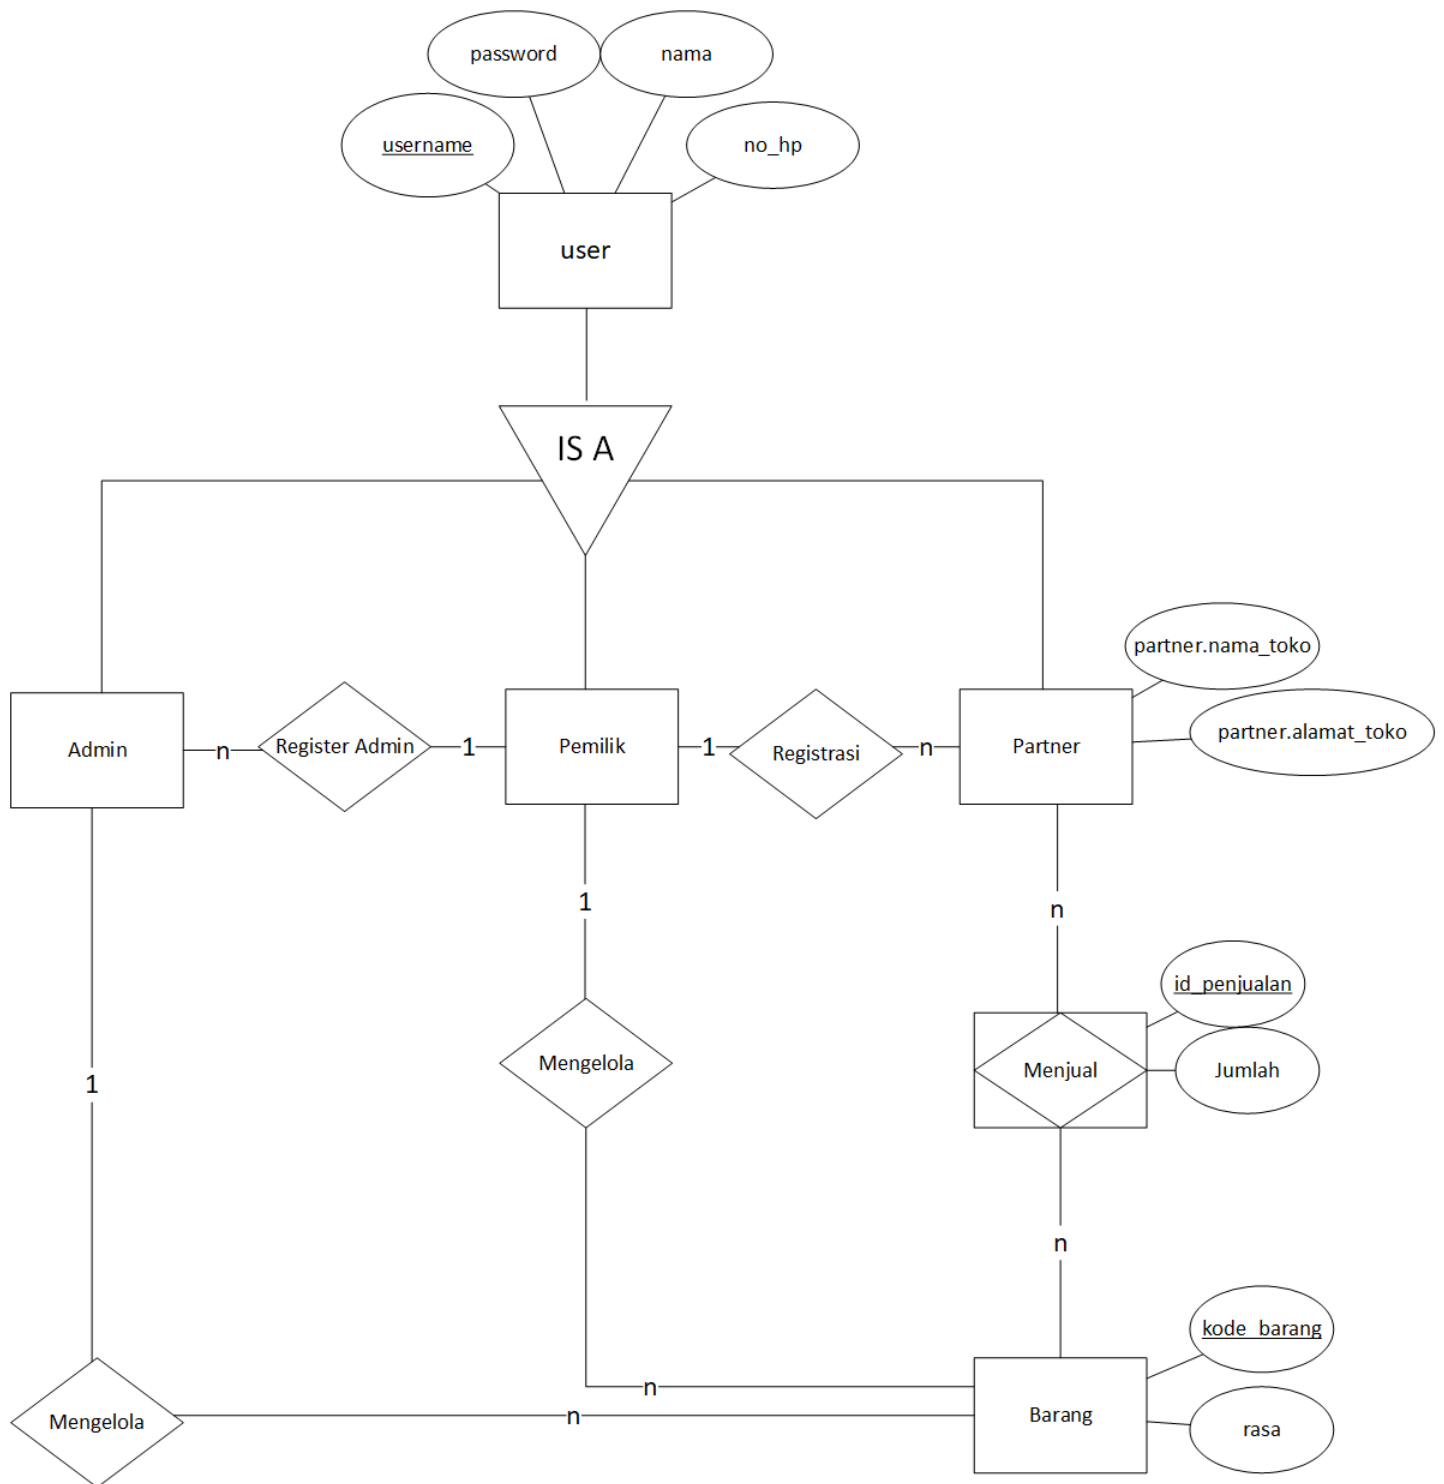 password
nama
username
no_hp
user
IS A
partner.nama_toko
partner.alamat_toko
Admin
n
Register Admin
1
Pemilik
1
Registrasi
n
Partner
1
n
id_penjualan
Mengelola
Menjual
Jumlah
1
n
kode_barang
n
Barang
n
Mengelola
rasa